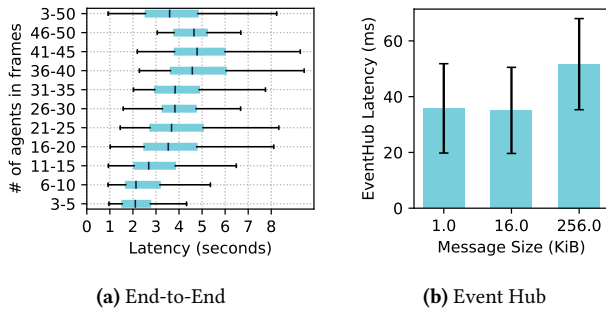 # of agents in frames
3-50
46-50
41-45
36-40
31-35
26-30
21-25
16-20
11-15
6-10
3-5
0 1 2 3 4 5 6 7 8
Latency (seconds)
(a) End-to-End
EventHub Latency (ms)
60
40
20
0
1.0 16.0 256.0
Message Size (KiB)
(b) Event Hub